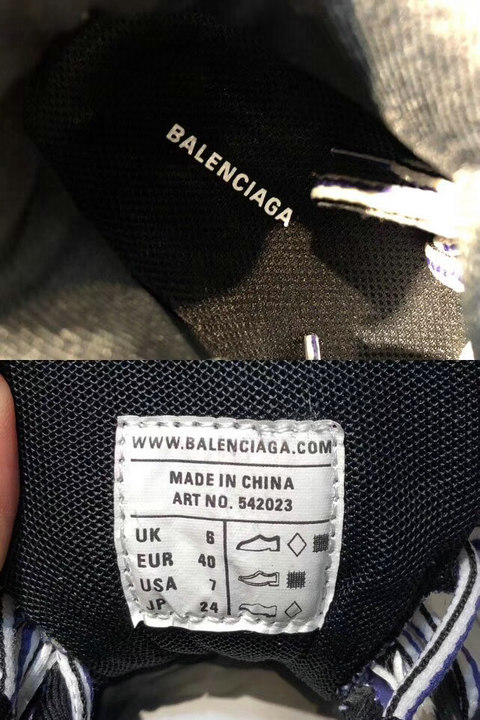 BALENCIAGA
WWW.BALENCIAGA.COM
MADE IN CHINA
ART NO. 542023
UK 6
EUR 40
USA 7
JP 24